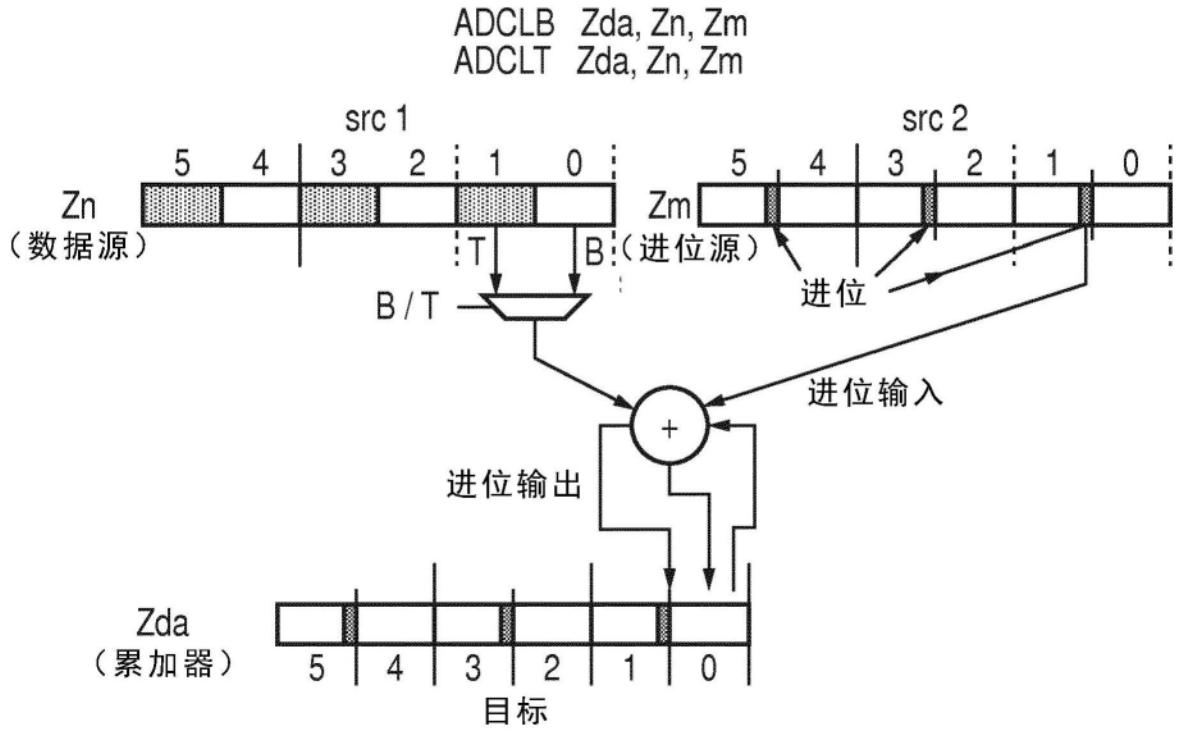 ADCLB Zda, Zn, Zm
ADCLT Zda, Zn, Zm
src 1
src 2
5 4 3 2 1 0
5 4 3 2 1 0
Zn
(数据源)
Zm
(进位源)
T
B
进位
B / T
进位输入
+
进位输出
Zda
(累加器)
5 4 3 2 1 0
目标